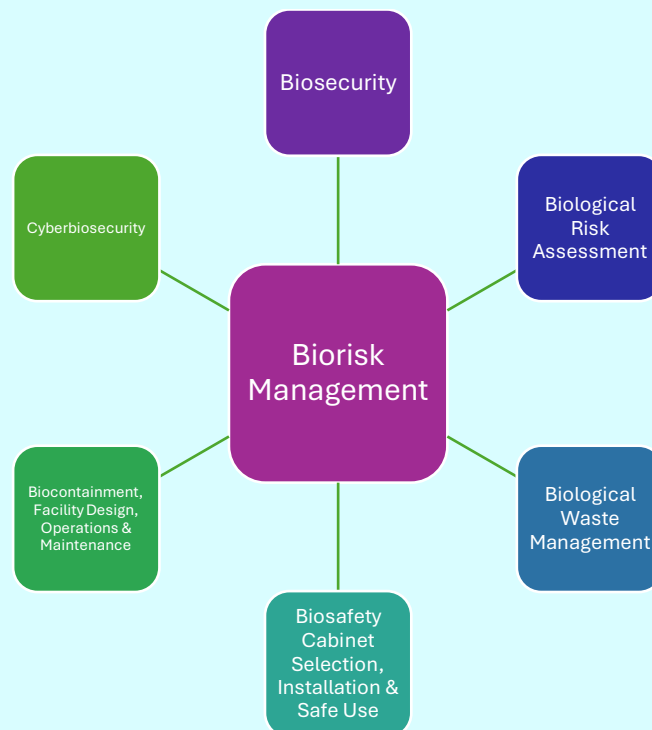 Biosecurity
Biological
Risk
Assessment
Cyberbiosecurity
Biorisk
Management
Biocontainment,
Facility Design,
Operations &
Maintenance
Biological
Waste
Management
Biosafety
Cabinet
Selection,
Installation &
Safe Use